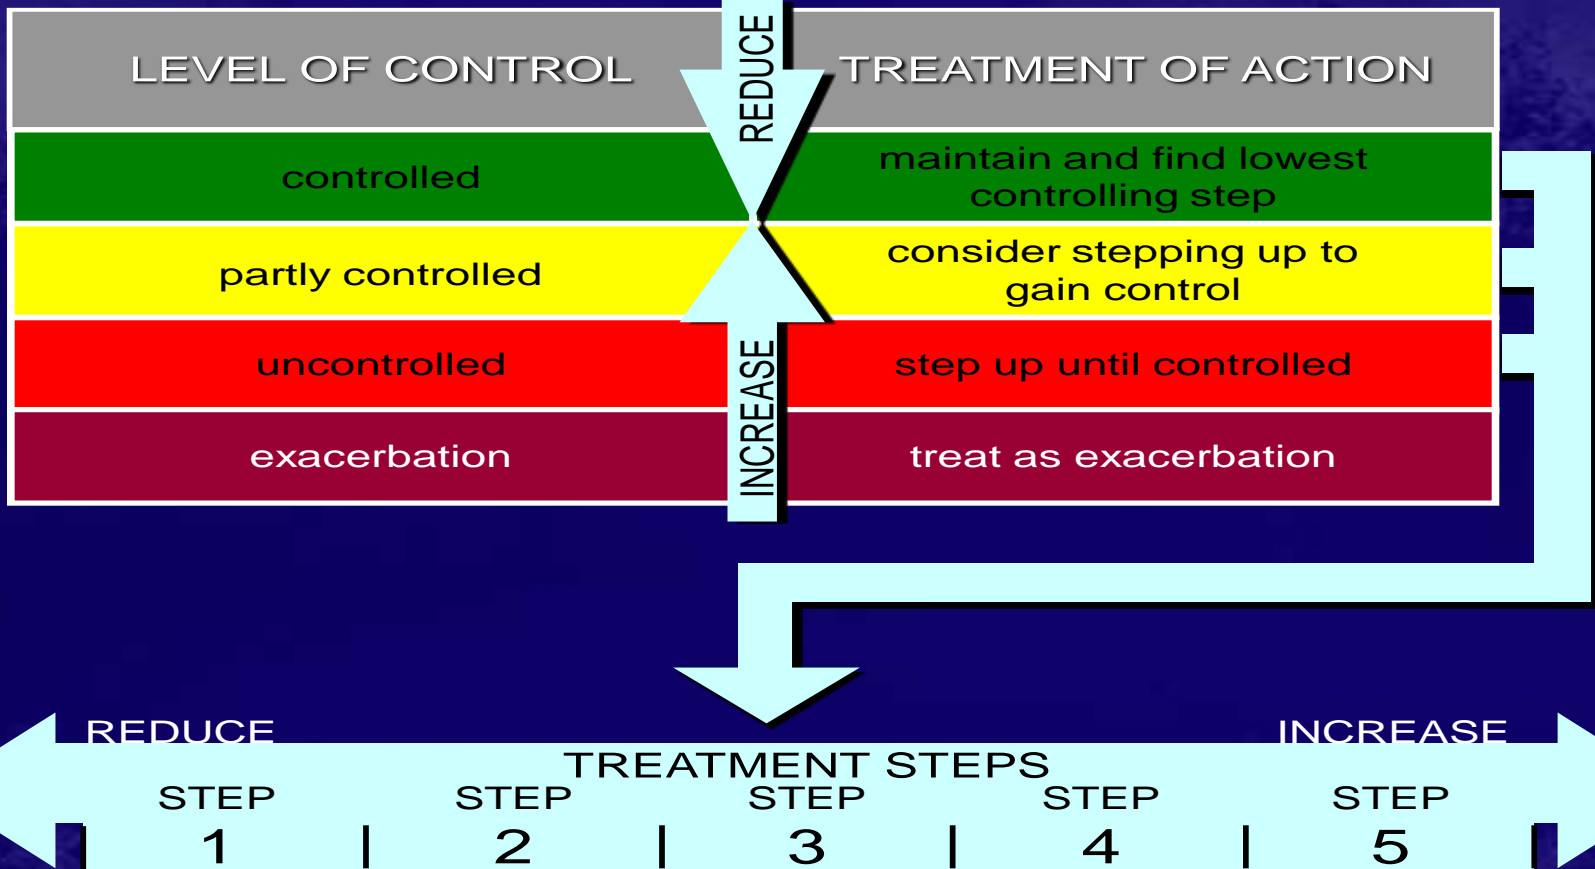 LEVEL OF CONTROL
REDUCE
TREATMENT OF ACTION
controlled
maintain and find lowest
controlling step
partly controlled
consider stepping up to
gain control
uncontrolled
INCREASE
step up until controlled
exacerbation
treat as exacerbation
REDUCE
INCREASE
TREATMENT STEPS
STEP STEP STEP STEP STEP
1 2 3 4 5